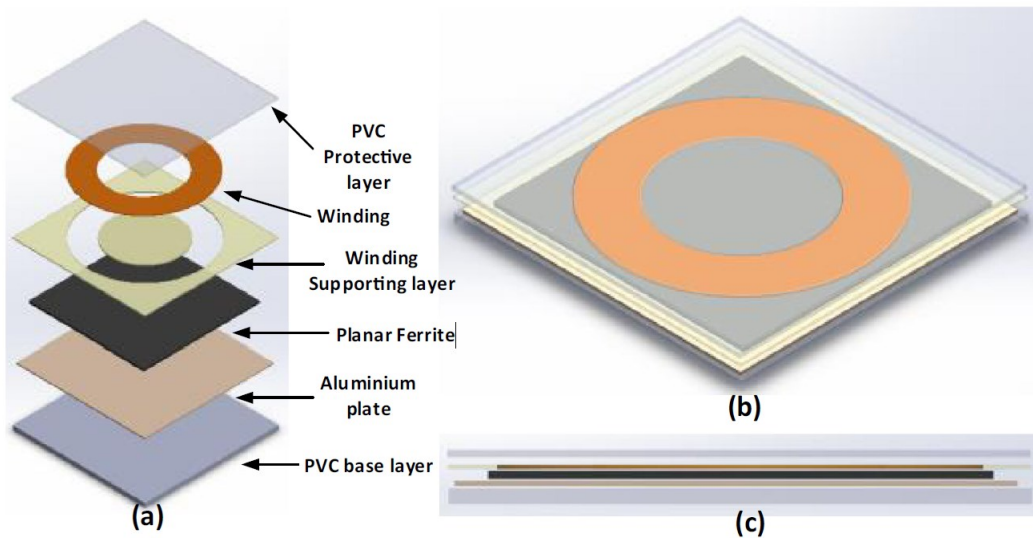 PVC
Protective
layer
Winding
Winding
Supporting layer
Planar Ferrite
Aluminium
plate
PVC base layer
(a)
(b)
(c)